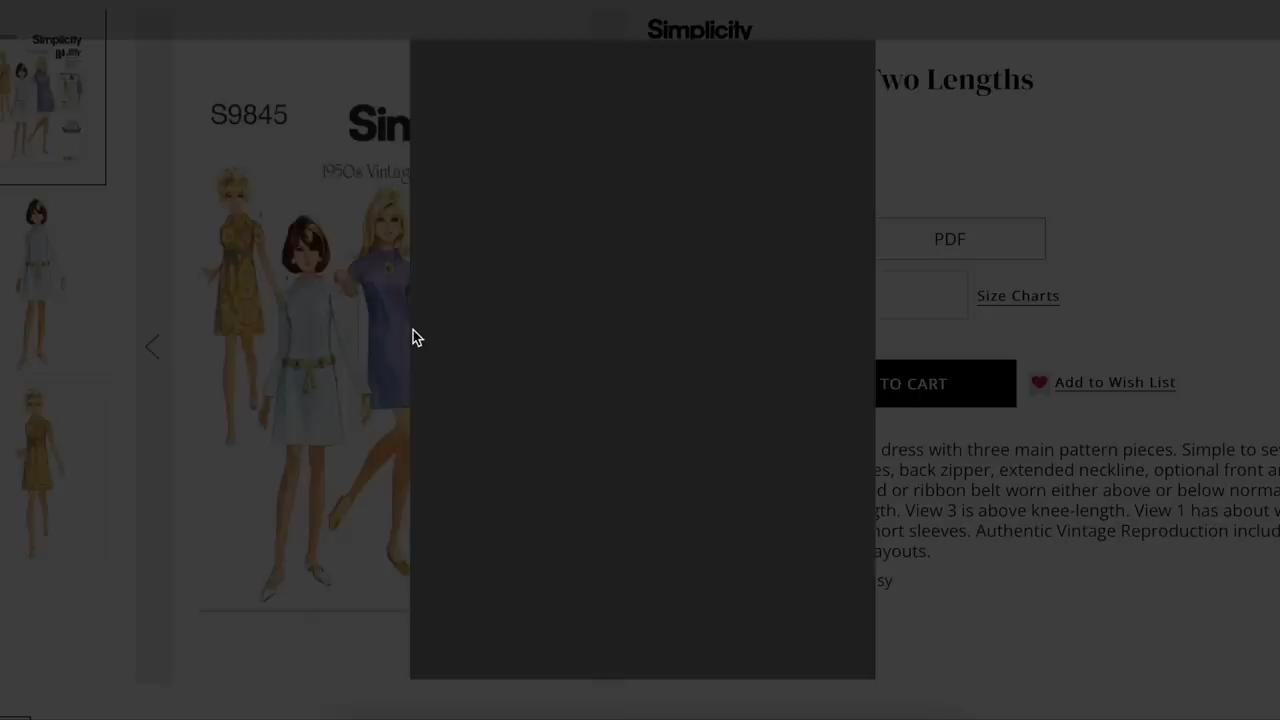 Simplicity
Simplicity
Two Lengths
S9845
Sim
1950s Vintag
PDF
Size Charts
TO CART
Add to Wish List
dress with three main pattern pieces. Simple to se
es, back zipper, extended neckline, optional front a
d or ribbon belt worn either above or below norma
gth. View 3 is above knee-length. View 1 has about
hort sleeves. Authentic Vintage Reproduction includ
ayouts.
sy